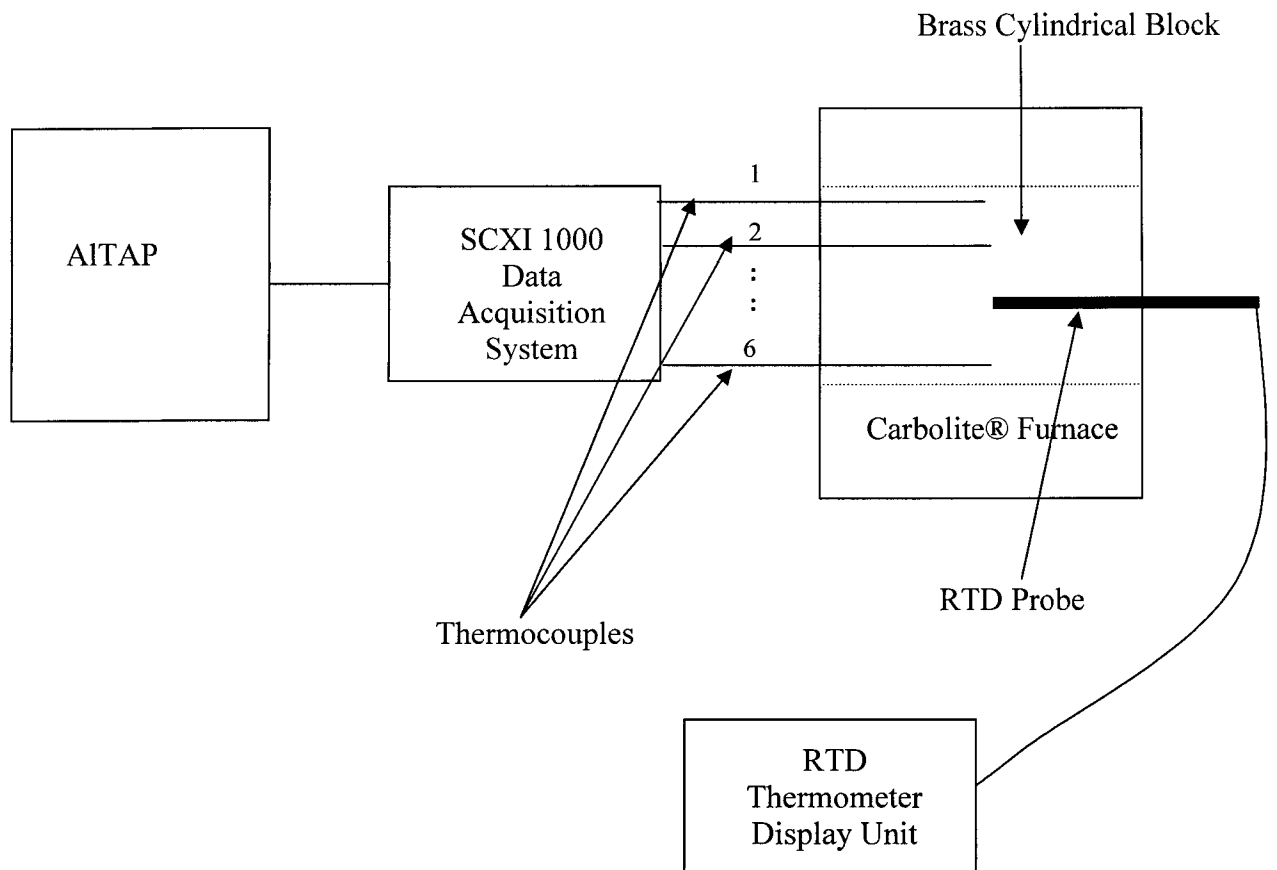 Brass Cylindrical Block
AlTAP
SCXI 1000
Data
Acquisition
System
1
2
:
:
6
Carbolite® Furnace
RTD Probe
Thermocouples
RTD
Thermometer
Display Unit